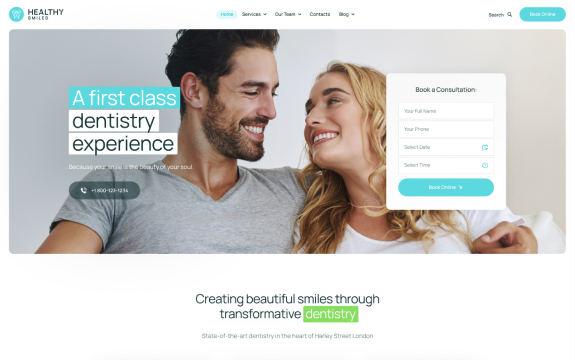 HEALTHY
SMILES
Home Services Our Team Contacts Blog
Search
Book Online
A first class
dentistry
experience
Because your smile is the beauty of your soul.
+1 800-123-1234
Book a Consultation:
Your Full Name
Your Phone
Select Date
Select Time
Book Online
Creating beautiful smiles through
transformative dentistry
State-of-the-art dentistry in the heart of Harley Street London